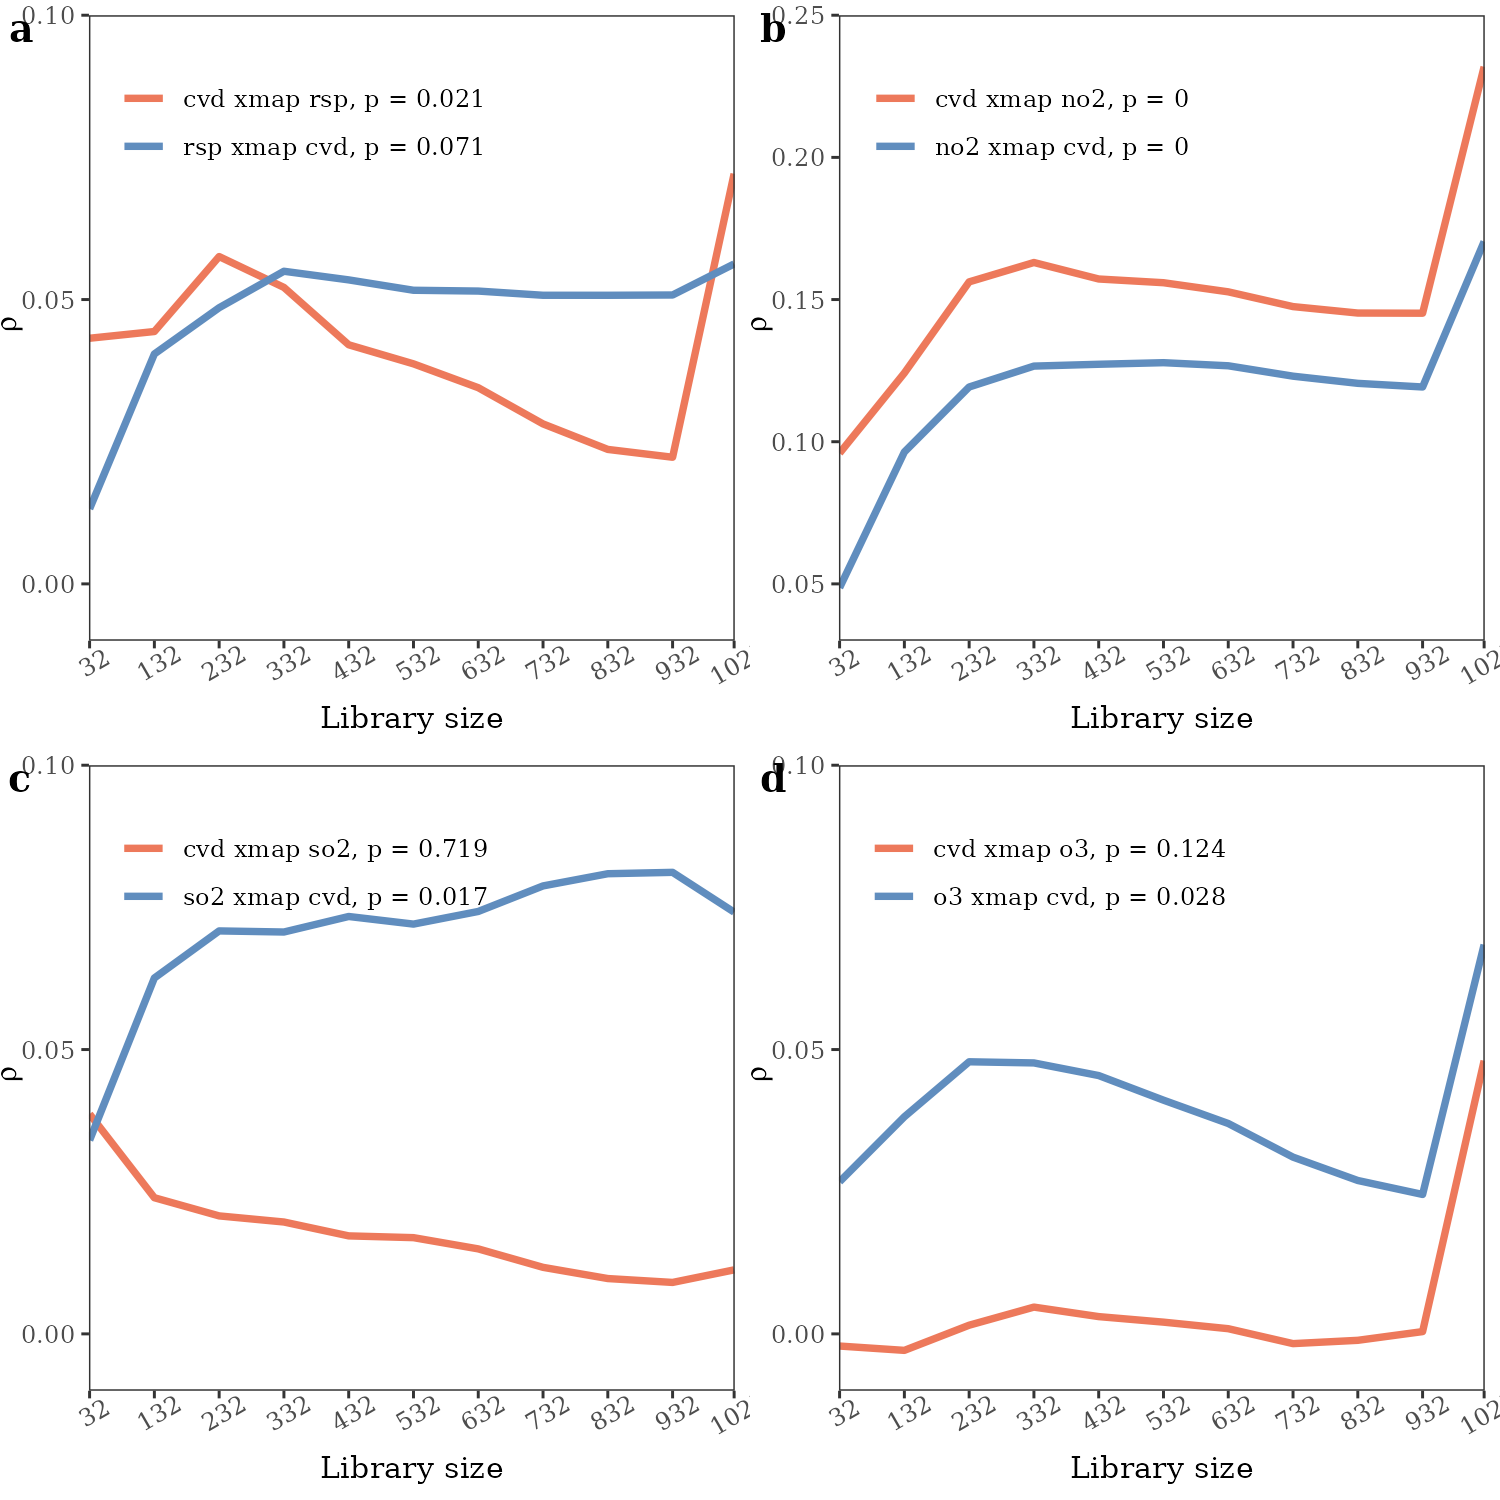 a
0.10
cvd xmap rsp, p = 0.021
rsp xmap cvd, p = 0.071
0.05
ρ
0.00
32 132 232 332 432 532 632 732 832 932
Library size
b
0.25
cvd xmap no2, p = 0
no2 xmap cvd, p = 0
0.20
0.15
ρ
0.10
0.05
32 132 232 332 432 532 632 732 832 932
Library size
c
0.10
cvd xmap so2, p = 0.719
so2 xmap cvd, p = 0.017
0.05
ρ
0.00
32 132 232 332 432 532 632 732 832 932
Library size
d
0.10
cvd xmap o3, p = 0.124
o3 xmap cvd, p = 0.028
0.05
ρ
0.00
32 132 232 332 432 532 632 732 832 932
Library size